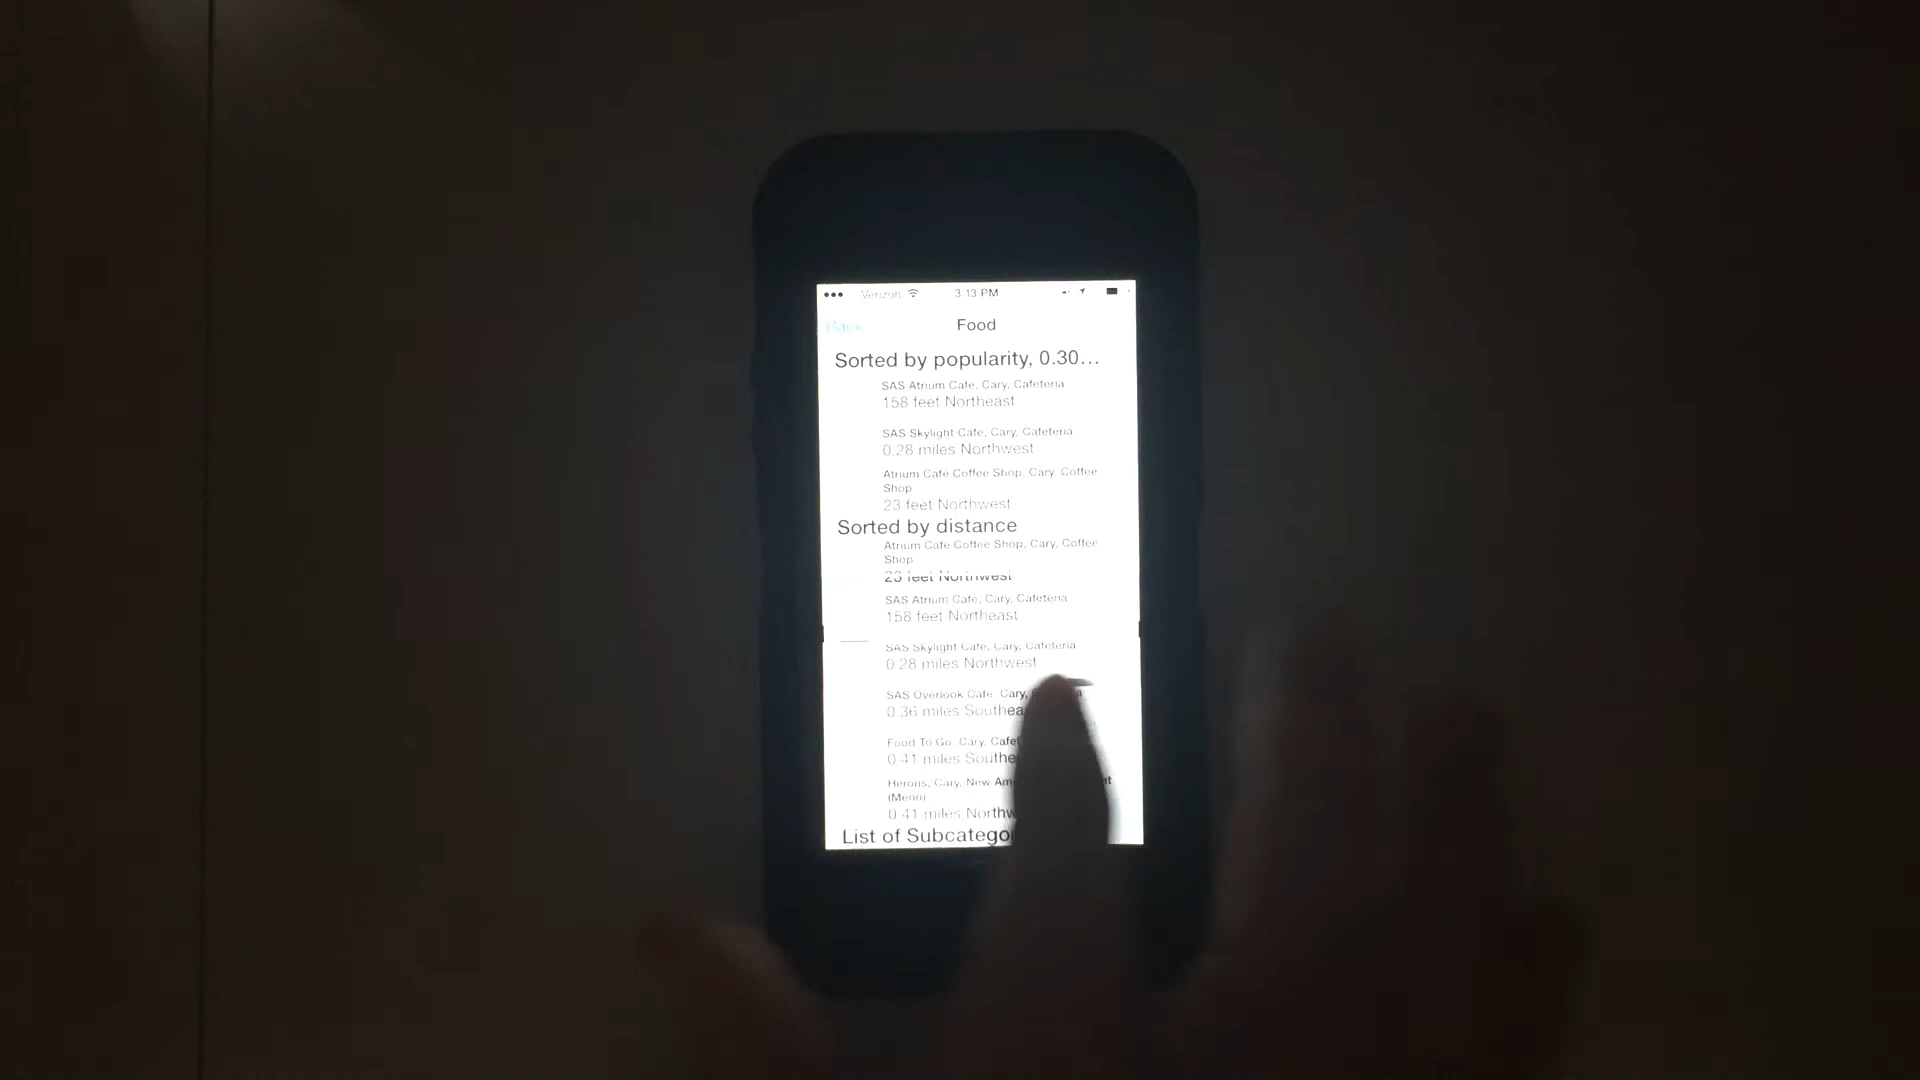 Verizon 3:13 PM
Back
Food
Sorted by popularity, 0.30...
SAS Atrium Cafe, Cary, Cafeteria
158 feet Northeast
SAS Skylight Cafe, Cary, Cafeteria
0.28 miles Northwest
Atrium Café Coffee Shop, Cary, Coffee
Shop
23 feet Northwest
Sorted by distance
Atrium Café Coffee Shop, Cary, Coffee
Shop
23 feet Northwest
SAS Atrium Cafe, Cary, Cafeteria
158 feet Northeast
SAS Skylight Cafe, Cary, Cafeteria
0.28 miles Northwest
SAS Overlook Cafe, Cary,
0.36 miles Southea
Food To Go, Cary, Cafet
0.41 miles Southe
Herons, Cary, New Am
(Menu)
0.41 miles Northw
List of Subcatego